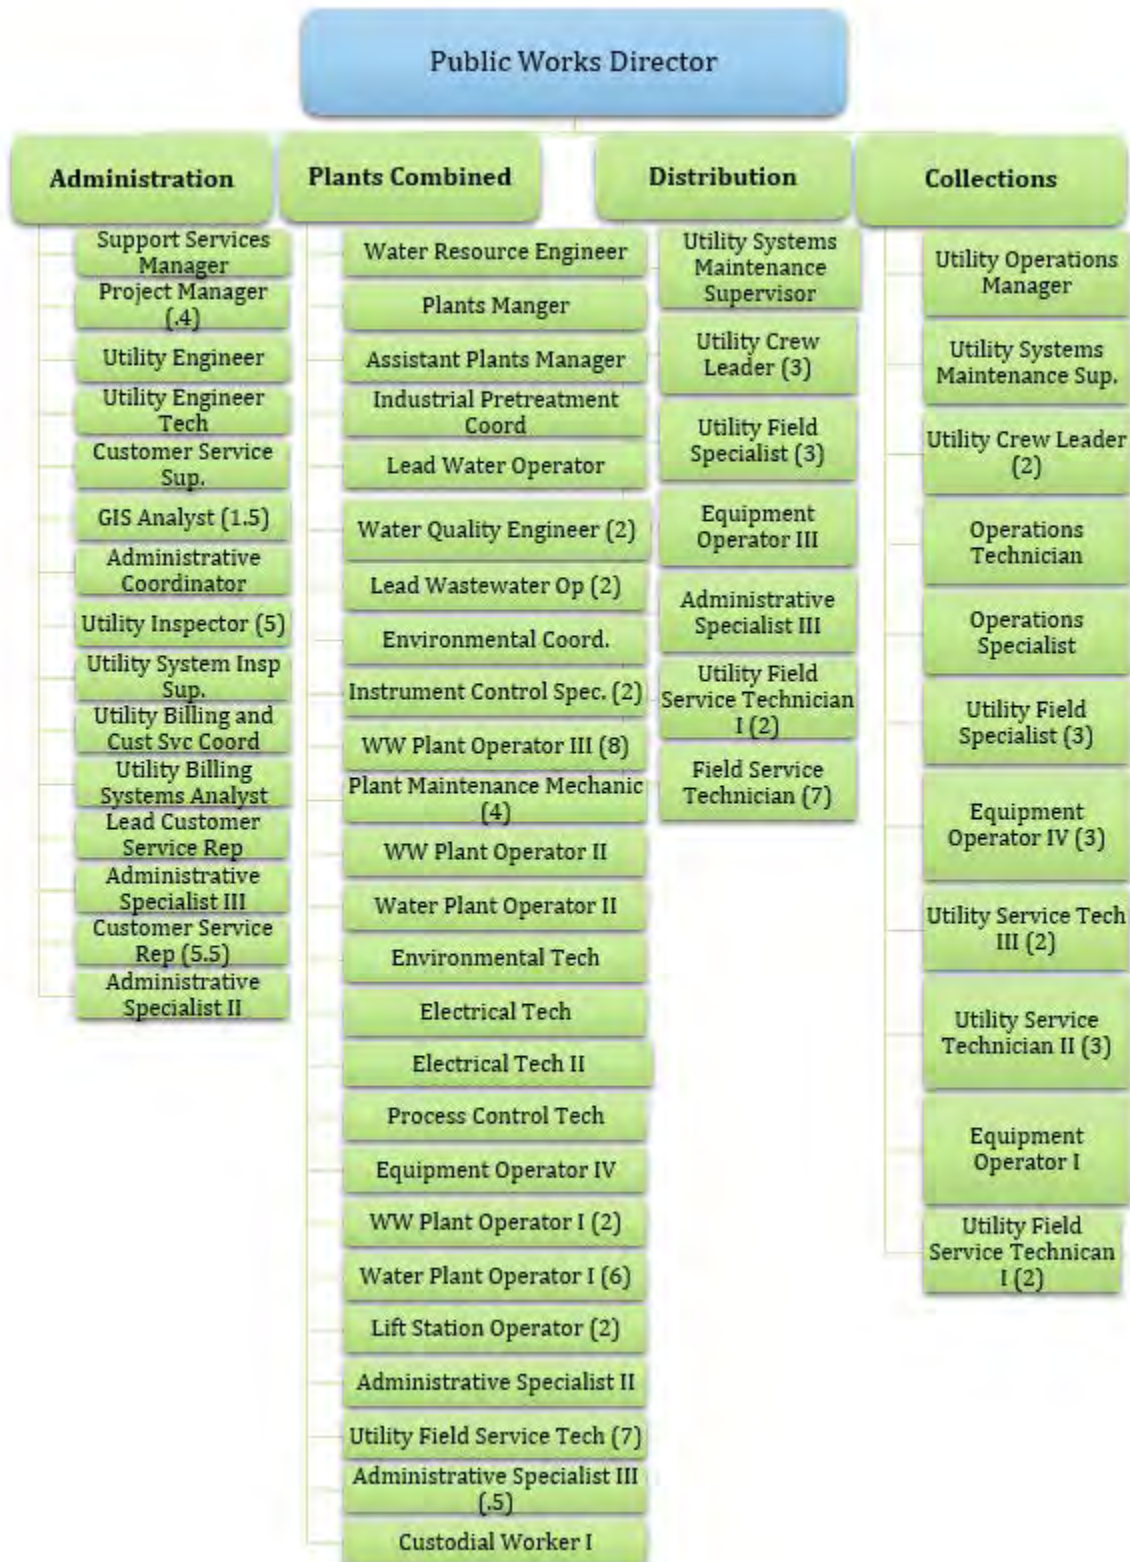 Public Works Director
Administration
Support Services
Manager
Project Manager
(.4)
Utility Engineer
Utility Engineer
Tech
Customer Service
Sup.
GIS Analyst (1.5)
Administrative
Coordinator
Utility Inspector (5)
Utility System Insp
Sup.
Utility Billing and
Cust Svc Coord
Utility Billing
Systems Analyst
Lead Customer
Service Rep
Administrative
Specialist III
Customer Service
Rep (5.5)
Administrative
Specialist II
Plants Combined
Water Resource Engineer
Plants Manger
Assistant Plants Manager
Industrial Pretreatment
Coord
Lead Water Operator
Water Quality Engineer (2)
Lead Wastewater Op (2)
Environmental Coord.
Instrument Control Spec. (2)
WW Plant Operator III (8)
Plant Maintenance Mechanic
(4)
WW Plant Operator II
Water Plant Operator II
Environmental Tech
Electrical Tech
Electrical Tech II
Process Control Tech
Equipment Operator IV
WW Plant Operator I (2)
Water Plant Operator I (6)
Lift Station Operator (2)
Administrative Specialist II
Utility Field Service Tech (7)
Administrative Specialist III
(.5)
Custodial Worker I
Distribution
Utility Systems
Maintenance
Supervisor
Utility Crew
Leader (3)
Utility Field
Specialist (3)
Equipment
Operator III
Administrative
Specialist III
Utility Field
Service Technician
I (2)
Field Service
Technician (7)
Collections
Utility Operations
Manager
Utility Systems
Maintenance Sup.
Utility Crew Leader
(2)
Operations
Technician
Operations
Specialist
Utility Field
Specialist (3)
Equipment
Operator IV (3)
Utility Service Tech
III (2)
Utility Service
Technician II (3)
Equipment
Operator I
Utility Field
Service Technican
I (2)